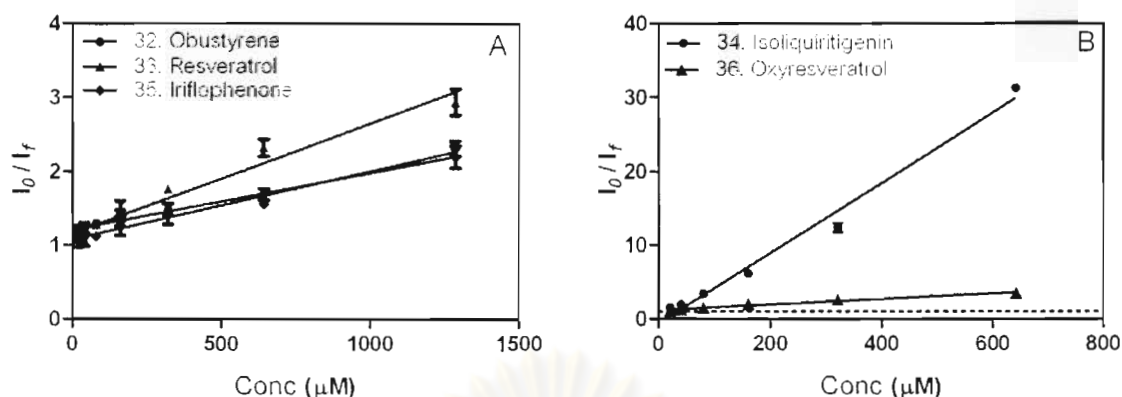 A
32. Obustyrene
33. Resveratrol
35. Iriflophenone
I0 / If
4
3
2
1
0
0
500
1000
1500
Conc (μM)
B
34. Isoliquiritigenin
36. Oxyresveratrol
I0 / If
40
30
20
10
0
0
200
400
600
800
Conc (μM)